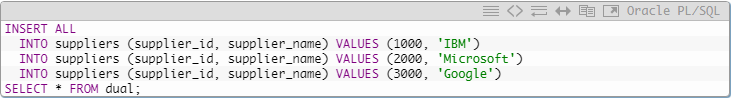 Oracle PL/SQL
INSERT ALL
  INTO suppliers (supplier_id, supplier_name) VALUES (1000, 'IBM')
  INTO suppliers (supplier_id, supplier_name) VALUES (2000, 'Microsoft')
  INTO suppliers (supplier_id, supplier_name) VALUES (3000, 'Google')
SELECT * FROM dual;